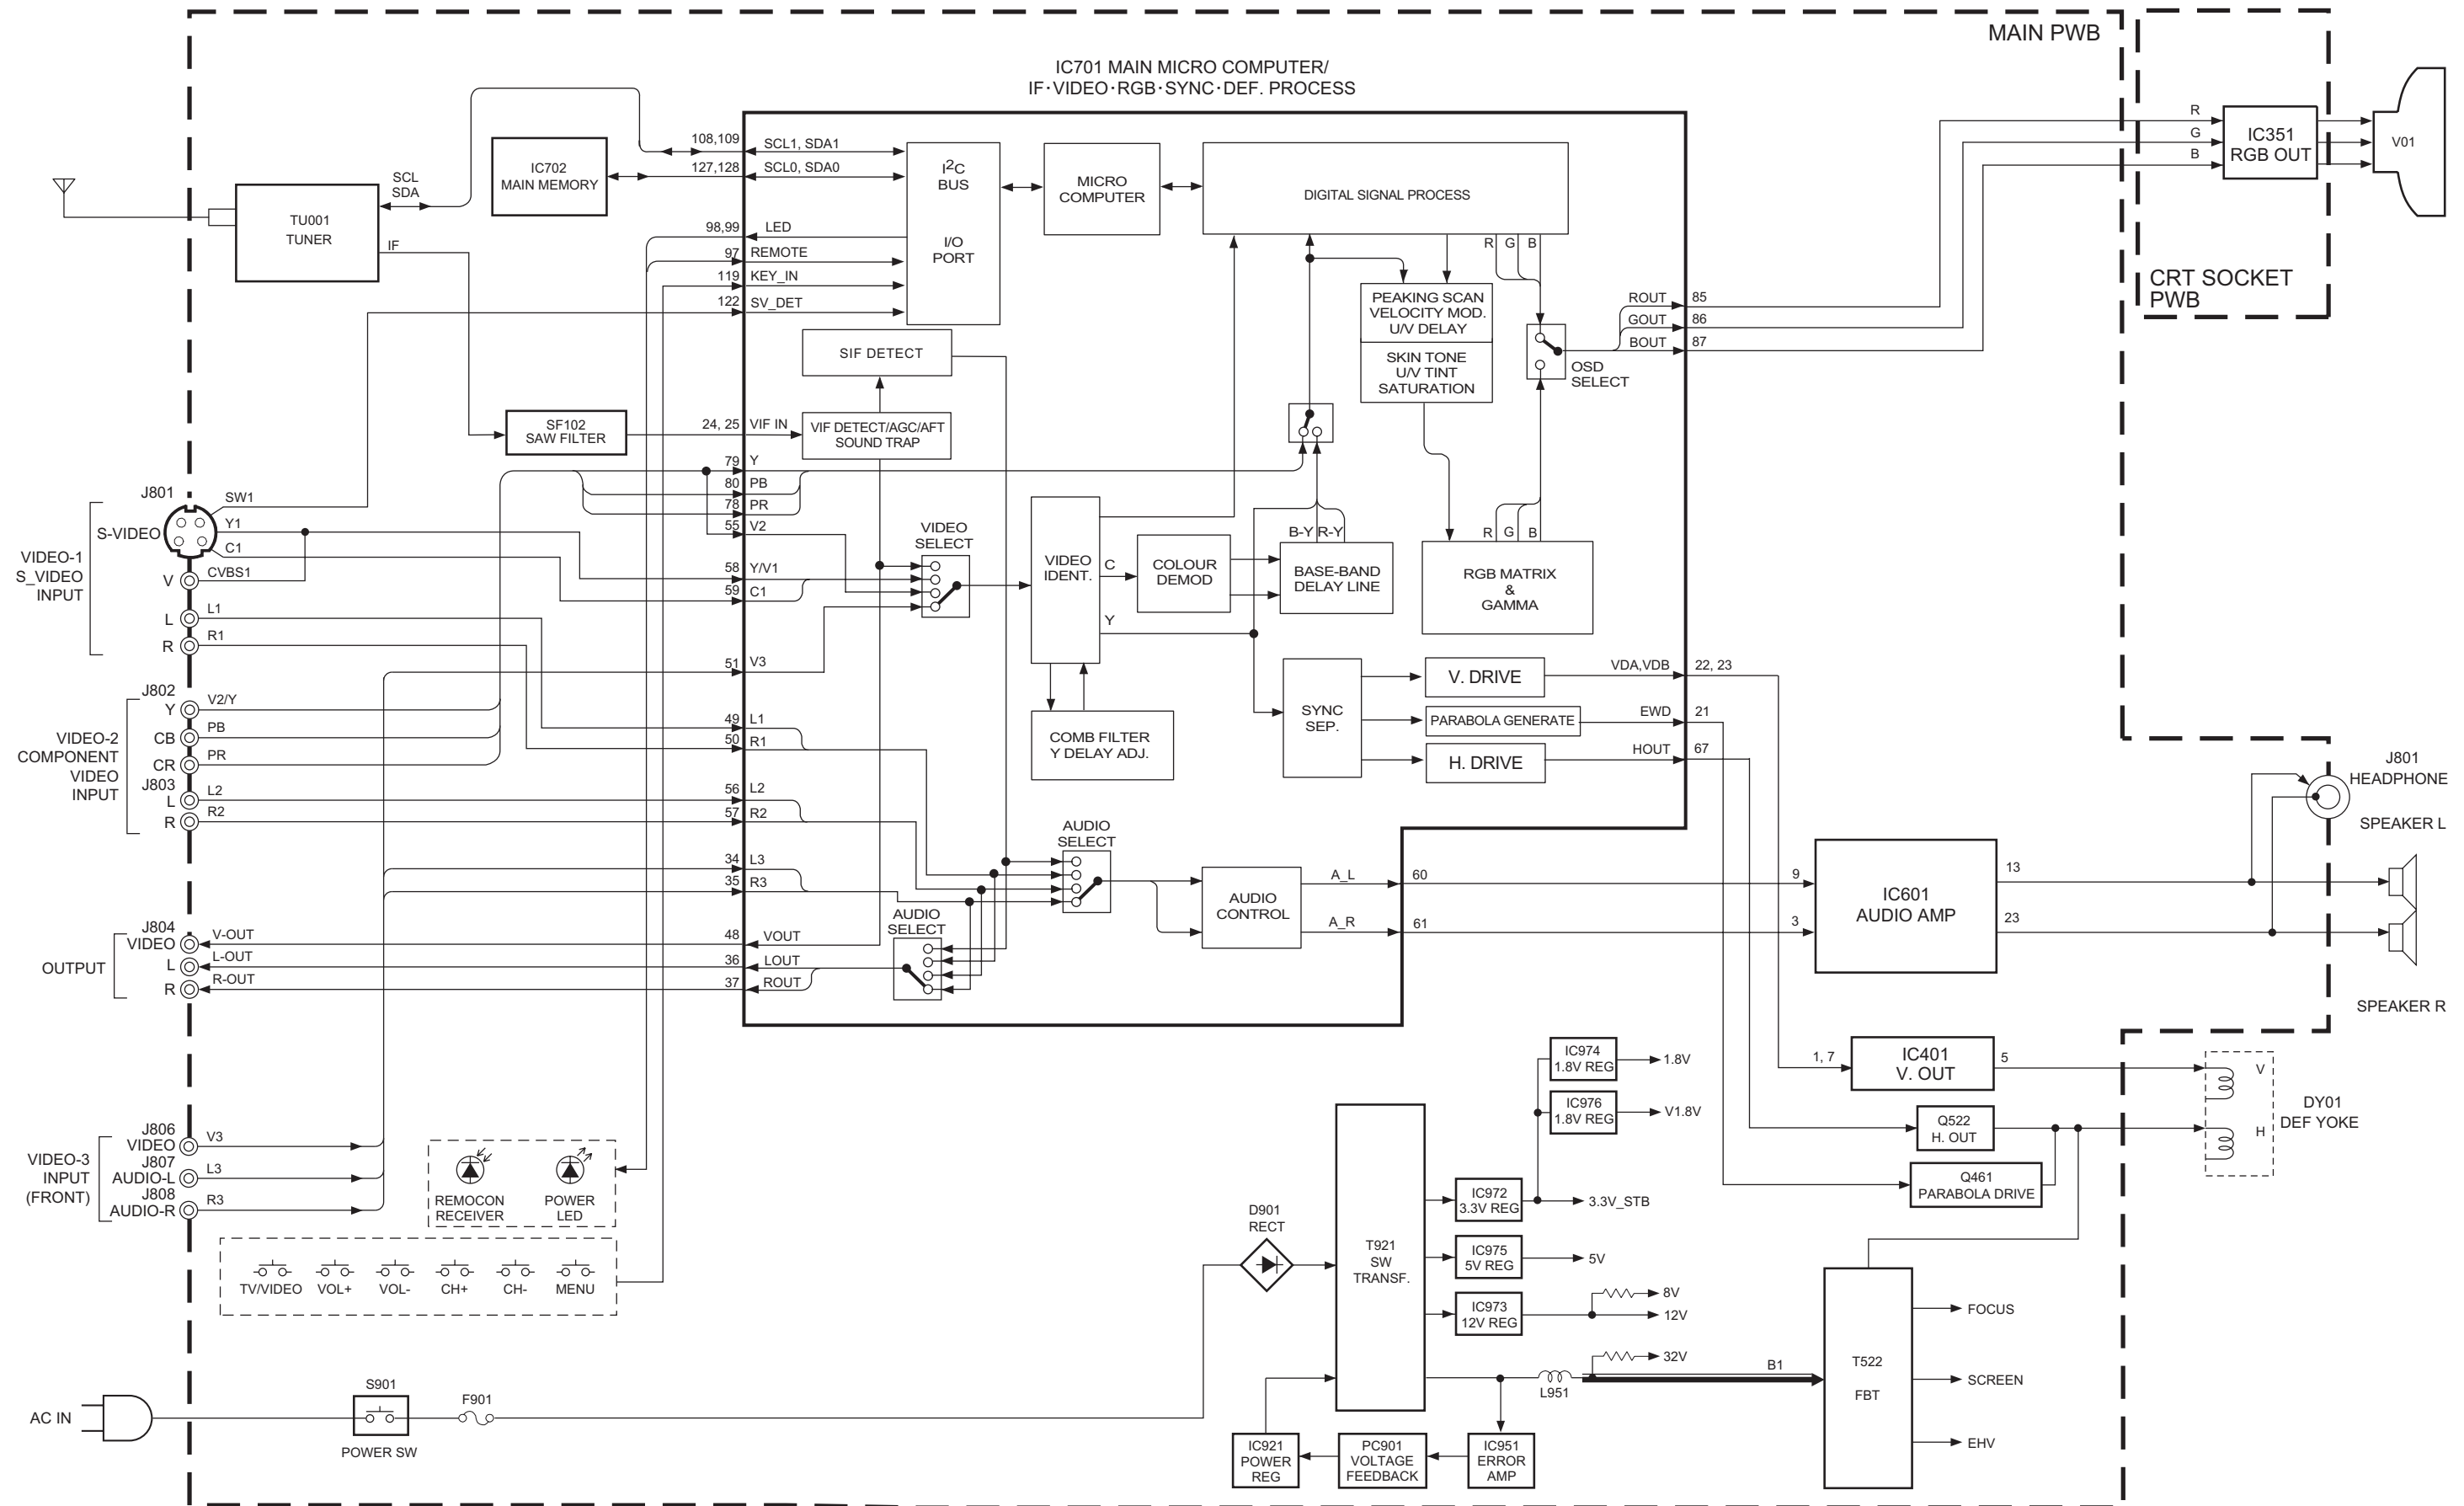 MAIN PWB
IC701 MAIN MICRO COMPUTER/
IF·VIDEO·RGB·SYNC·DEF. PROCESS
R
G
B
IC351
RGB OUT
V01
CRT SOCKET
PWB
SCL
SDA
TU001
TUNER
IF
IC702
MAIN MEMORY
108,109
SCL1, SDA1
127,128
SCL0, SDA0
98,99
LED
97
REMOTE
119
KEY_IN
122
SV_DET
I2C
BUS
I/O
PORT
MICRO
COMPUTER
DIGITAL SIGNAL PROCESS
R
G
B
PEAKING SCAN
VELOCITY MOD.
U/V DELAY
SKIN TONE
U/V TINT
SATURATION
OSD
SELECT
ROUT
85
GOUT
86
BOUT
87
SIF DETECT
SF102
SAW FILTER
24, 25
VIF IN
VIF DETECT/AGC/AFT
SOUND TRAP
79
Y
80
PB
78
PR
55
V2
58
Y/V1
59
C1
51
V3
VIDEO
SELECT
VIDEO
IDENT.
C
Y
COLOUR
DEMOD
B-Y
R-Y
BASE-BAND
DELAY LINE
R
G
B
RGB MATRIX
&
GAMMA
COMB FILTER
Y DELAY ADJ.
SYNC
SEP.
V. DRIVE
PARABOLA GENERATE
H. DRIVE
VDA,VDB
22, 23
EWD
21
HOUT
67
J801
S-VIDEO
SW1
Y1
C1
VIDEO-1
S_VIDEO
INPUT
V
CVBS1
L
L1
R
R1
J802
Y
V2/Y
CB
PB
CR
PR
VIDEO-2
COMPONENT
VIDEO
INPUT
J803
L
L2
R
R2
49
L1
50
R1
56
L2
57
R2
34
L3
35
R3
AUDIO
SELECT
AUDIO
SELECT
AUDIO
CONTROL
A_L
60
A_R
61
9
3
IC601
AUDIO AMP
13
23
J801
HEADPHONE
SPEAKER L
SPEAKER R
J804
VIDEO
V-OUT
L
L-OUT
R
R-OUT
OUTPUT
48
VOUT
36
LOUT
37
ROUT
J806
VIDEO
V3
J807
AUDIO-L
L3
J808
AUDIO-R
R3
VIDEO-3
INPUT
(FRONT)
REMOCON
RECEIVER
POWER
LED
TV/VIDEO
VOL+
VOL-
CH+
CH-
MENU
AC IN
S901
POWER SW
F901
D901
RECT
T921
SW
TRANSF.
IC974
1.8V REG
1.8V
IC976
1.8V REG
V1.8V
IC972
3.3V REG
3.3V_STB
IC975
5V REG
5V
IC973
12V REG
8V
12V
32V
L951
B1
IC921
POWER
REG
PC901
VOLTAGE
FEEDBACK
IC951
ERROR
AMP
1, 7
IC401
V. OUT
5
Q522
H. OUT
Q461
PARABOLA DRIVE
V
H
DY01
DEF YOKE
T522
FBT
FOCUS
SCREEN
EHV